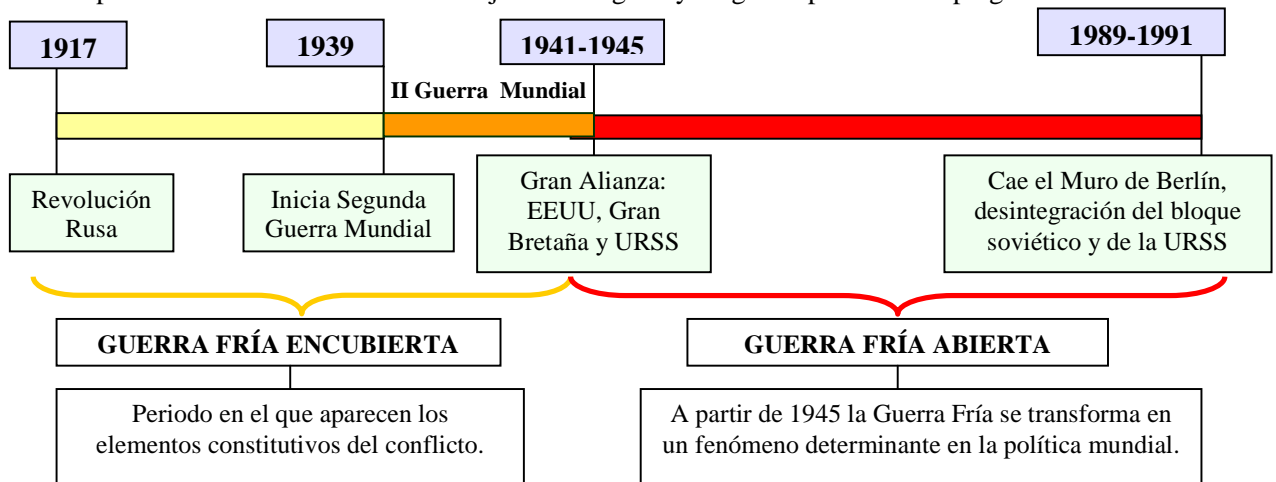 1917
1939
1941-1945
1989-1991
II Guerra Mundial
Revolución
Rusa
Inicia Segunda
Guerra Mundial
Gran Alianza:
EEUU, Gran
Bretaña y URSS
Cae el Muro de Berlín,
desintegración del bloque
soviético y de la URSS
GUERRA FRÍA ENCUBIERTA
GUERRA FRÍA ABIERTA
Periodo en el que aparecen los
elementos constitutivos del conflicto.
A partir de 1945 la Guerra Fría se transforma en
un fenómeno determinante en la política mundial.